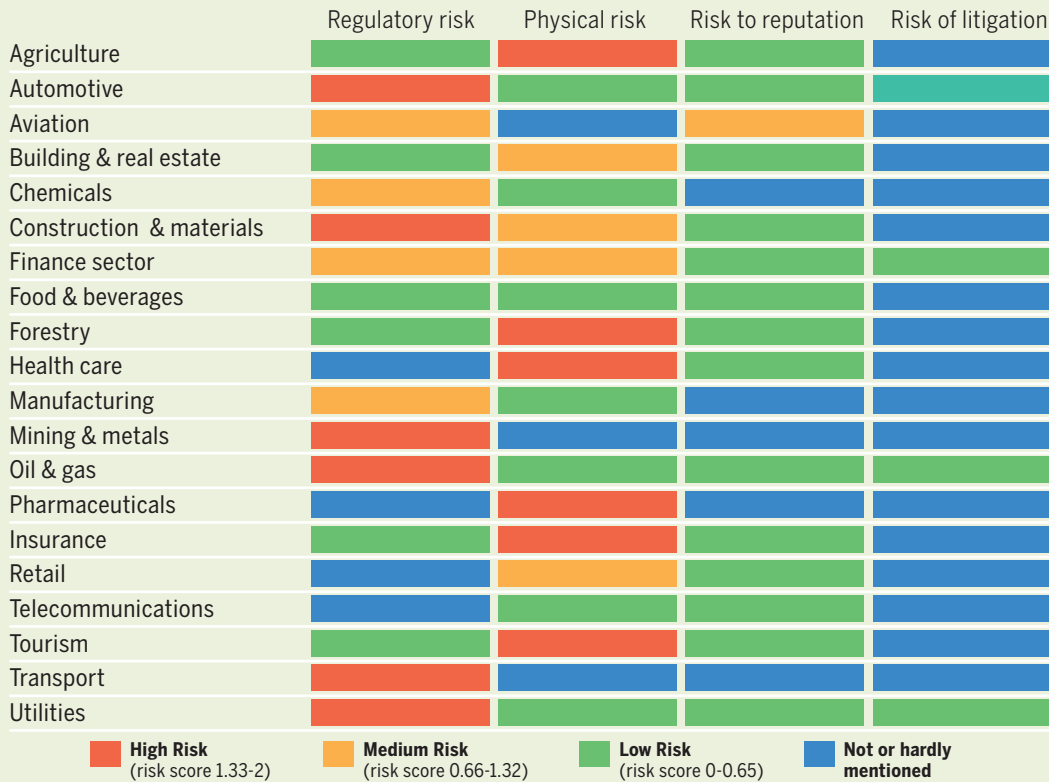 Regulatory risk Physical risk Risk to reputation Risk of litigation
Agriculture
Automotive
Aviation
Building & real estate
Chemicals
Construction & materials
Finance sector
Food & beverages
Forestry
Health care
Manufacturing
Mining & metals
Oil & gas
Pharmaceuticals
Insurance
Retail
Telecommunications
Tourism
Transport
Utilities
High Risk Medium Risk Low Risk Not or hardly
(risk score 1.33-2) (risk score 0.66-1.32) (risk score 0-0.65) mentioned